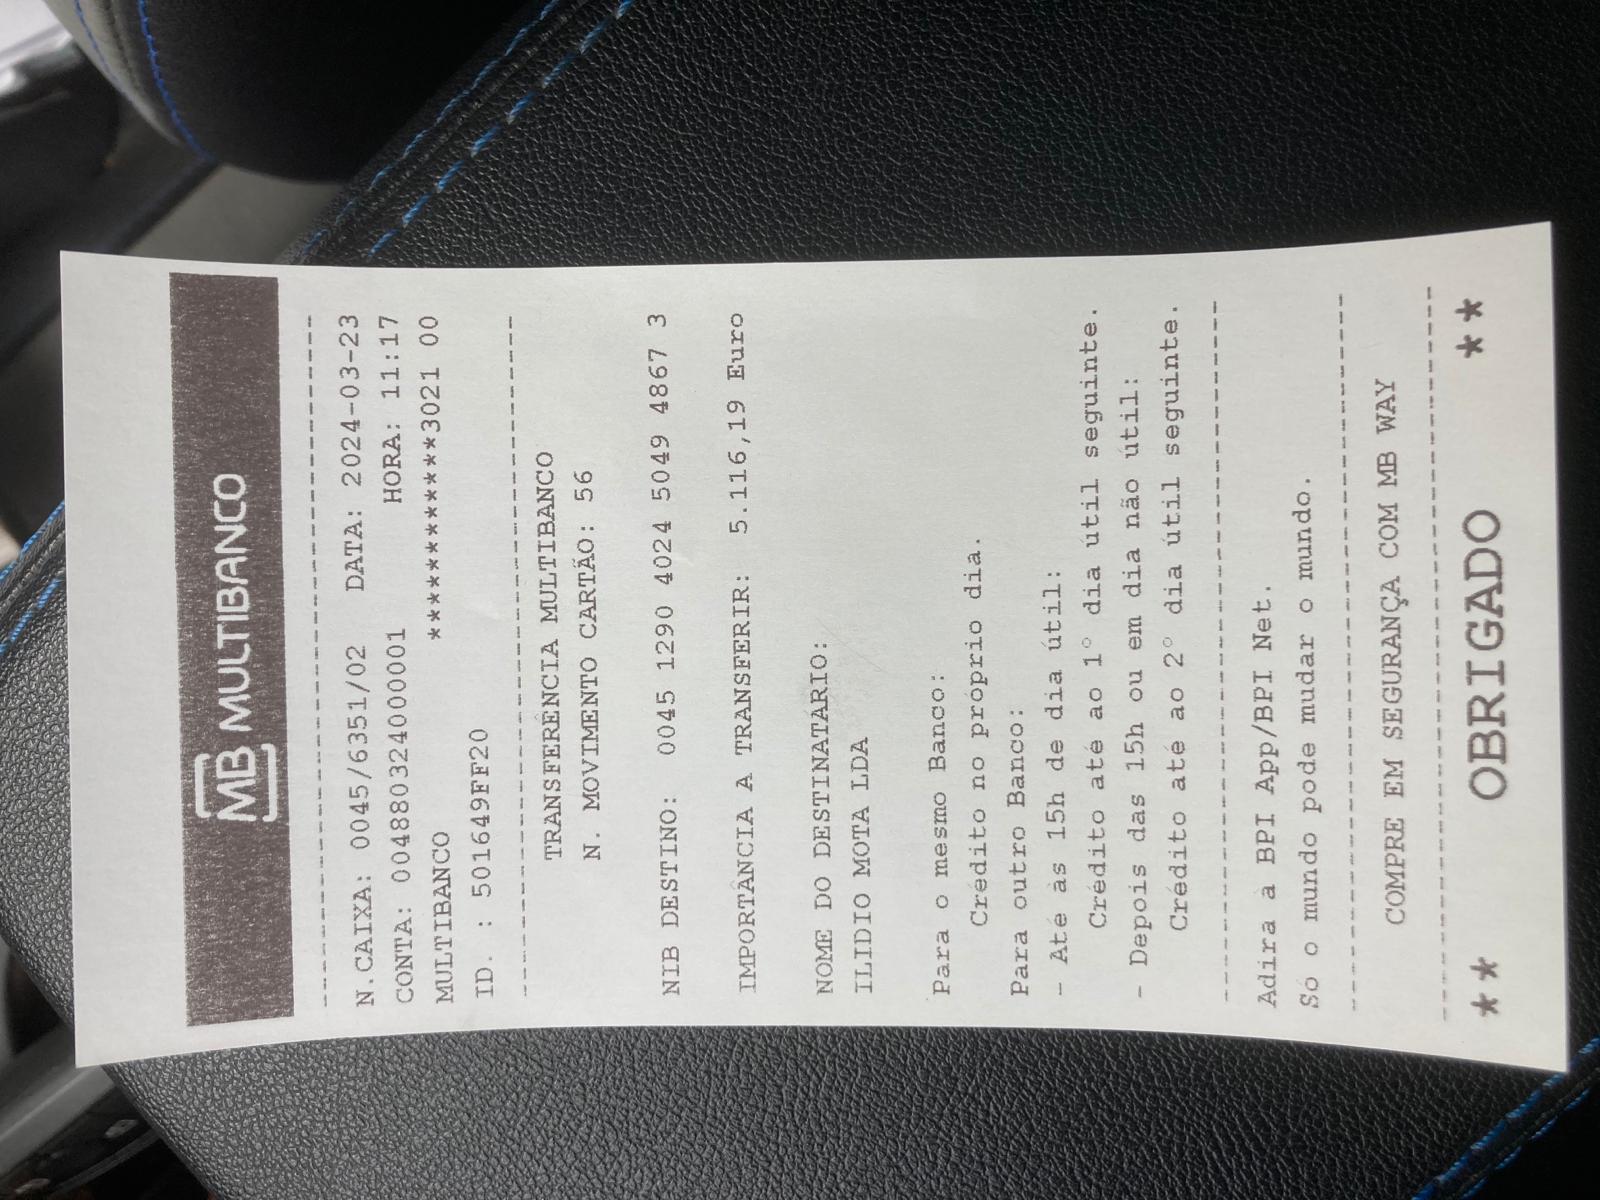 MB MULTIBANCO
N.CAIXA: 0045/6351/02 DATA: 2024-03-23
CONTA: 00488032400000​1 HORA: 11:17
MULTIBANCO ************3021 00
ID. : 501649FF20
TRANSFERÊNCIA MULTIBANCO
N. MOVIMENTO CARTÃO: 56
NIB DESTINO: 0045 1290 4024 5049 4867 3
IMPORTÂNCIA A TRANSFERIR: 5.116,19 Euro
NOME DO DESTINATÁRIO:
ILIDIO MOTA LDA
Para o mesmo Banco:
Crédito no próprio dia.
Para outro Banco:
- Até às 15h de dia útil:
Crédito até ao 1º dia útil seguinte.
- Depois das 15h ou em dia não útil:
Crédito até ao 2º dia útil seguinte.
Adira à BPI App/BPI Net.
Só o mundo pode mudar o mundo.
COMPRE EM SEGURANÇA COM MB WAY
** OBRIGADO **